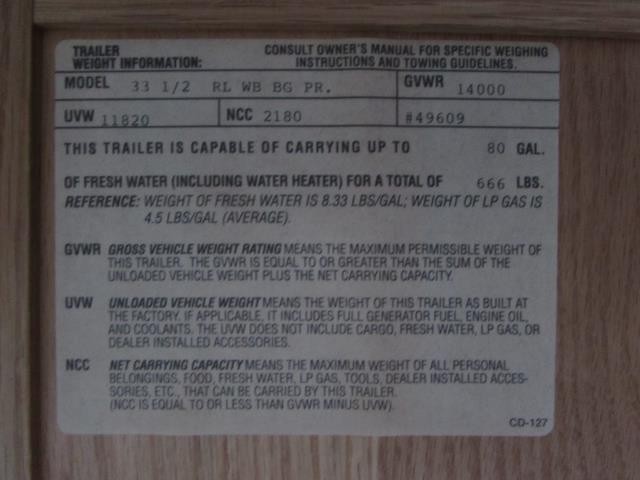 TRAILER CONSULT OWNER'S MANUAL FOR SPECIFIC WEIGHING
WEIGHT INFORMATION: INSTRUCTIONS AND TOWING GUIDELINES.
MODEL 33 1/2 RL WB BG PR. GVWR 14000
UVW 11820 NCC 2180 #49609
THIS TRAILER IS CAPABLE OF CARRYING UP TO 80 GAL.
OF FRESH WATER (INCLUDING WATER HEATER) FOR A TOTAL OF 666 LBS.
REFERENCE: WEIGHT OF FRESH WATER IS 8.33 LBS/GAL; WEIGHT OF LP GAS IS
4.5 LBS/GAL (AVERAGE).
GVWR GROSS VEHICLE WEIGHT RATING MEANS THE MAXIMUM PERMISSIBLE WEIGHT OF
THIS TRAILER. THE GVWR IS EQUAL TO OR GREATER THAN THE SUM OF THE
UNLOADED VEHICLE WEIGHT PLUS THE NET CARRYING CAPACITY.
UVW UNLOADED VEHICLE WEIGHT MEANS THE WEIGHT OF THIS TRAILER AS BUILT AT
THE FACTORY. IF APPLICABLE, IT INCLUDES FULL GENERATOR FUEL, ENGINE OIL,
AND COOLANTS. THE UVW DOES NOT INCLUDE CARGO, FRESH WATER, LP GAS, OR
DEALER INSTALLED ACCESSORIES.
NCC NET CARRYING CAPACITY MEANS THE MAXIMUM WEIGHT OF ALL PERSONAL
BELONGINGS, FOOD, FRESH WATER, LP GAS, TOOLS, DEALER INSTALLED ACCES-
SORIES, ETC., THAT CAN BE CARRIED BY THIS TRAILER.
(NCC IS EQUAL TO OR LESS THAN GVWR MINUS UVW).
CD-127